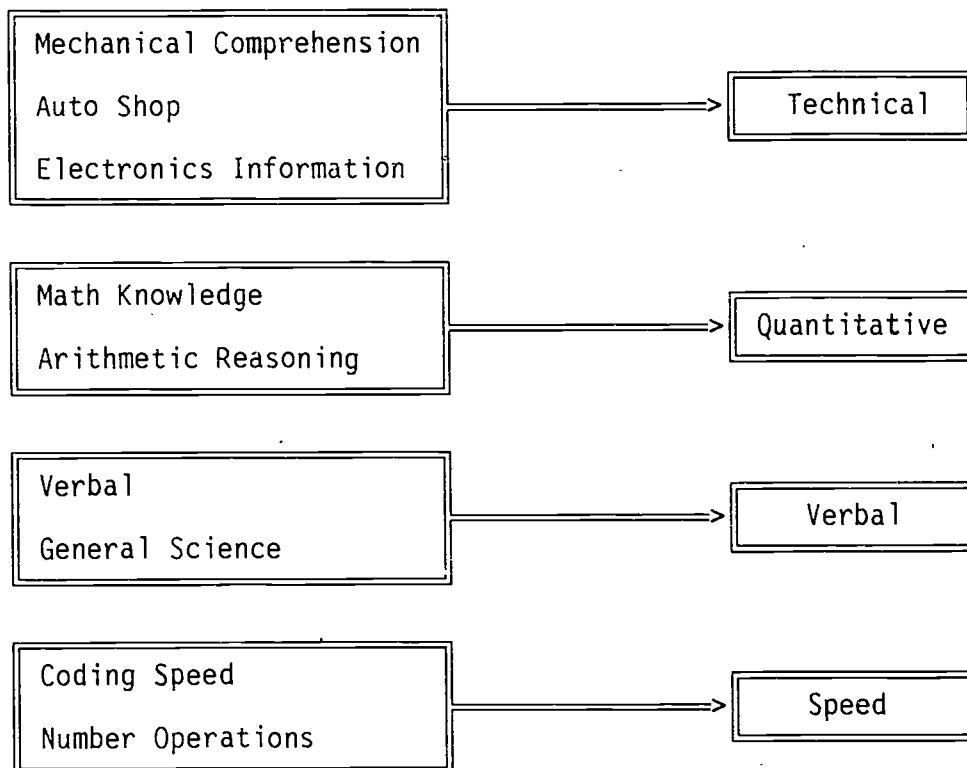 Mechanical Comprehension
Auto Shop
Electronics Information
Technical
Math Knowledge
Arithmetic Reasoning
Quantitative
Verbal
General Science
Verbal
Coding Speed
Number Operations
Speed